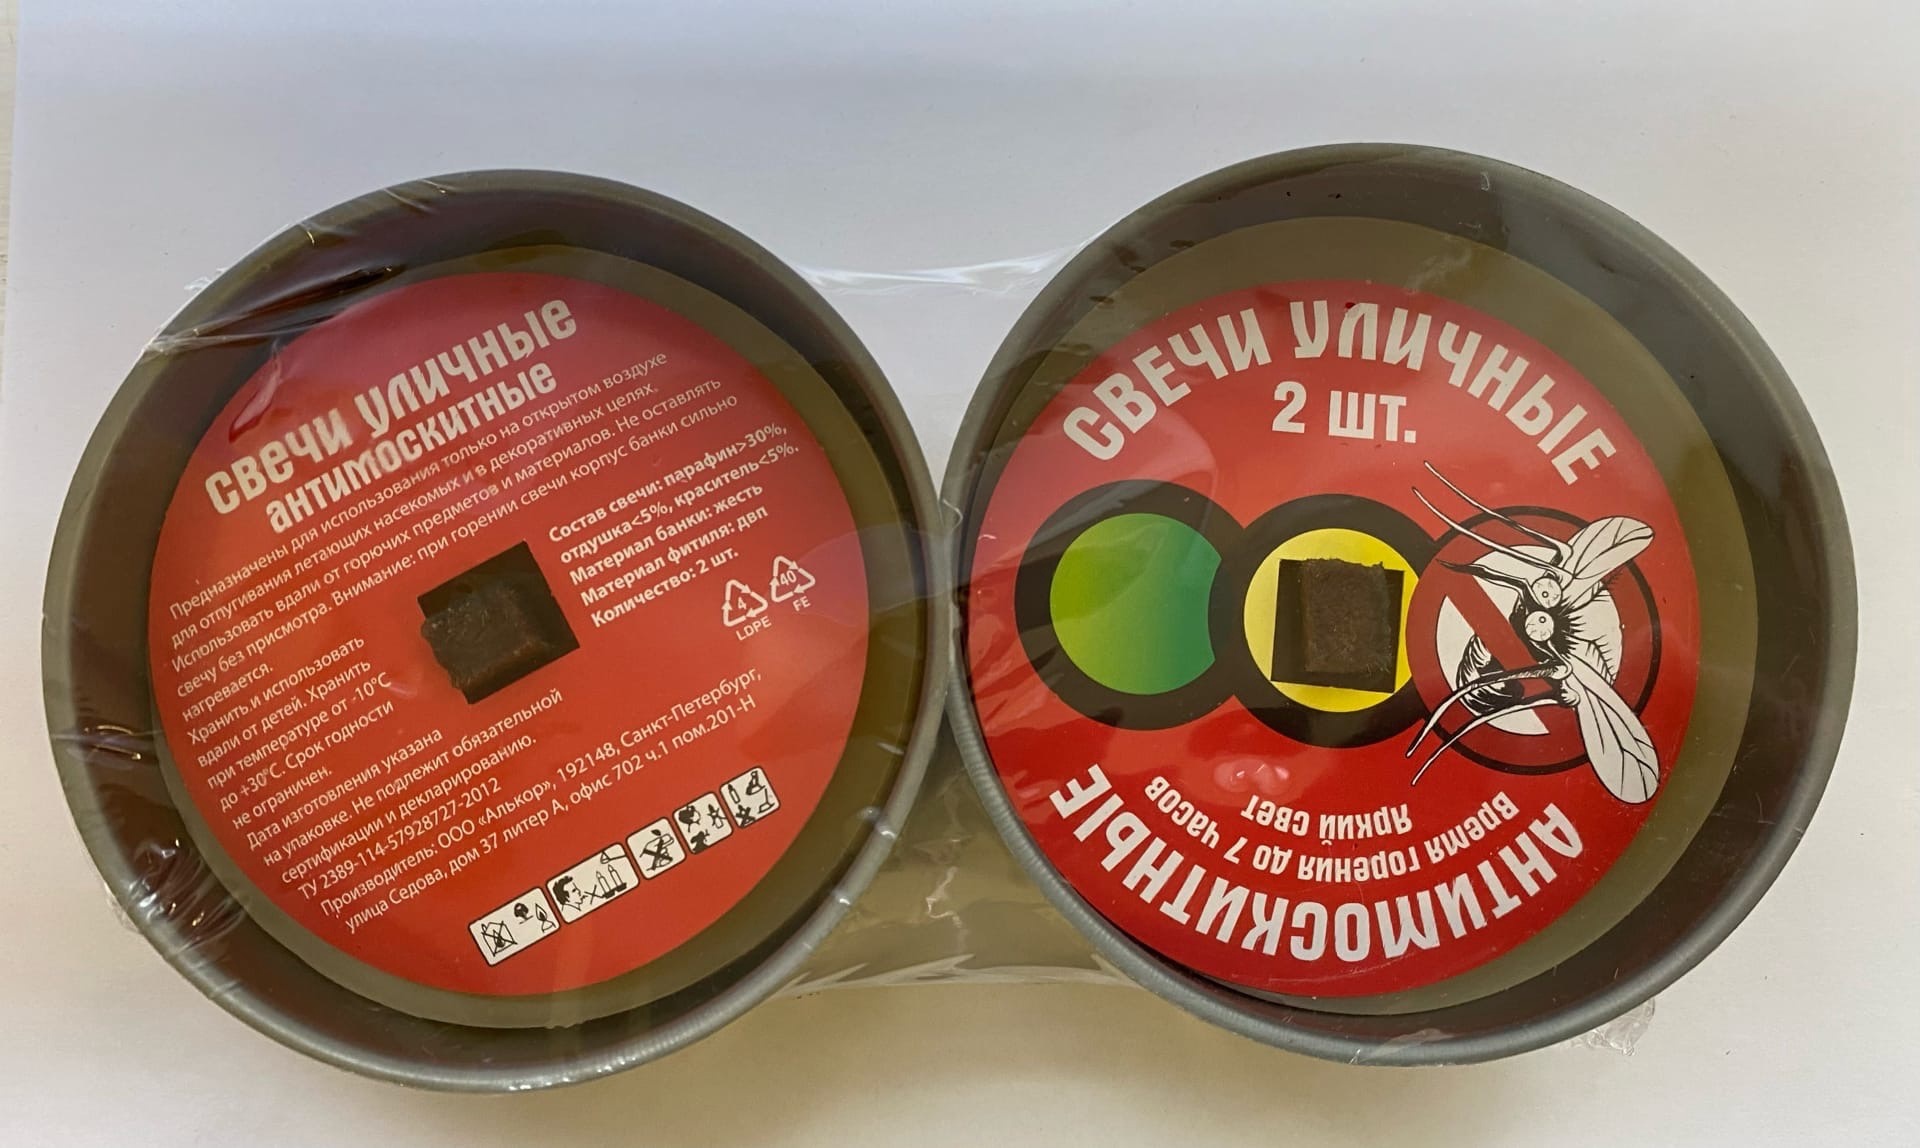 свечи уличные
антимоскитные
Предназначены для использования только на открытом воздухе
для отпугивания летающих насекомых и в декоративных целях.
Использовать вдали от горючих предметов и материалов. Не оставлять
свечу без присмотра. Внимание: при горении свечи корпус банки сильно
нагревается.
Хранить и использовать
вдали от детей. Хранить
при температуре от -10°С
до +30°С. Срок годности
не ограничен.
Дата изготовления указана
на упаковке. Не подлежит обязательной
сертификации и декларированию.
ТУ 2389-114-57928727-2012
Производитель: ООО «Алькор», 192148, Санкт-Петербург,
улица Седова, дом 37 литер А, офис 702 ч.1 пом.201-Н
Состав свечи: парафин>30%,
отдушка<5%, краситель<5%.
Материал банки: жесть
Материал фитиля: двп
Количество: 2 шт.
4
LDPE
40
FE
СВЕЧИ УЛИЧНЫЕ
2 ШТ.
Яркий свет
Время горения до 7 часов
АНТИМОСКИТНЫЕ